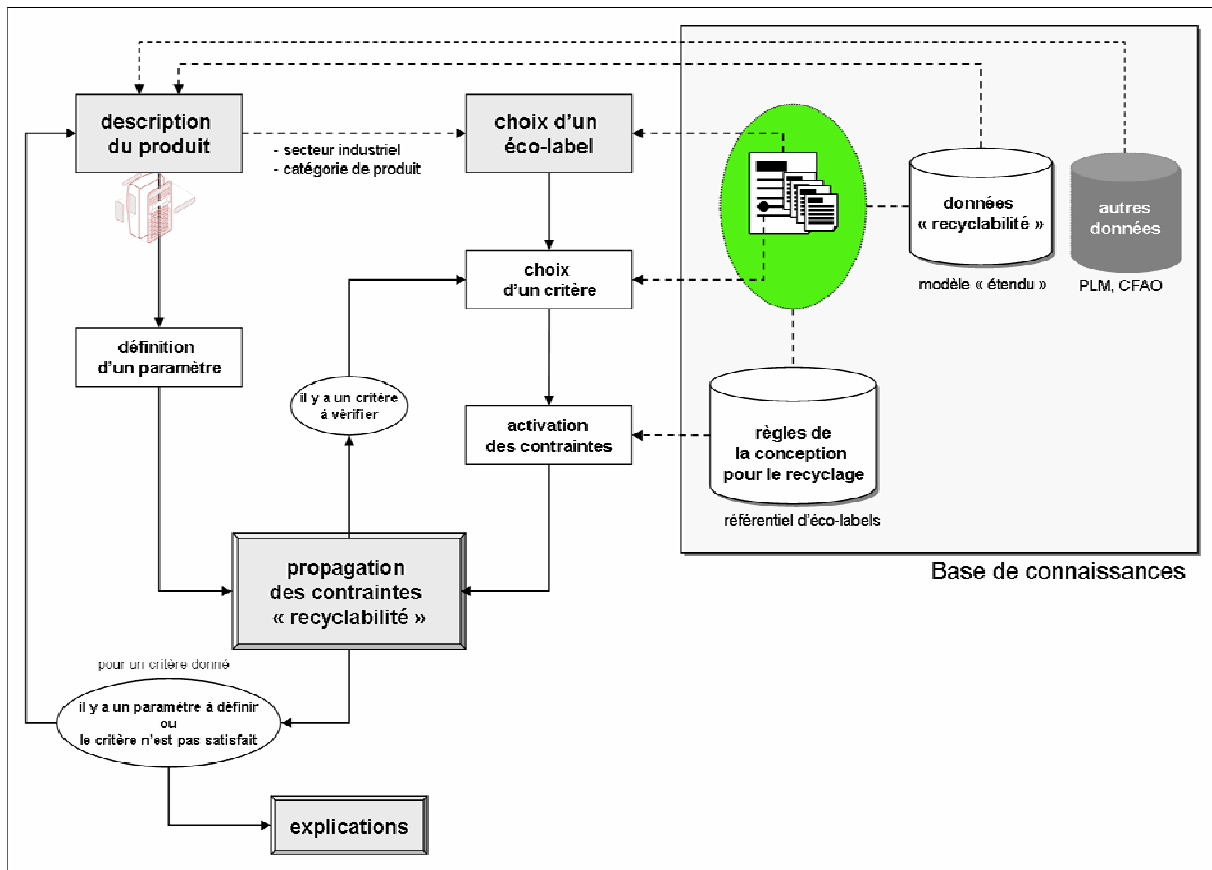 description
du produit
- secteur industriel
- catégorie de produit
choix d'un
éco-label
données
« recyclabilité »
modèle « étendu »
autres
données
PLM, CFAO
choix
d'un critère
définition
d'un paramètre
il y a un critère
à vérifier
activation
des contraintes
règles de
la conception
pour le recyclage
référentiel d'éco-labels
Base de connaissances
propagation
des contraintes
« recyclabilité »
pour un critère donné
il y a un paramètre à définir
ou
le critère n'est pas satisfait
explications